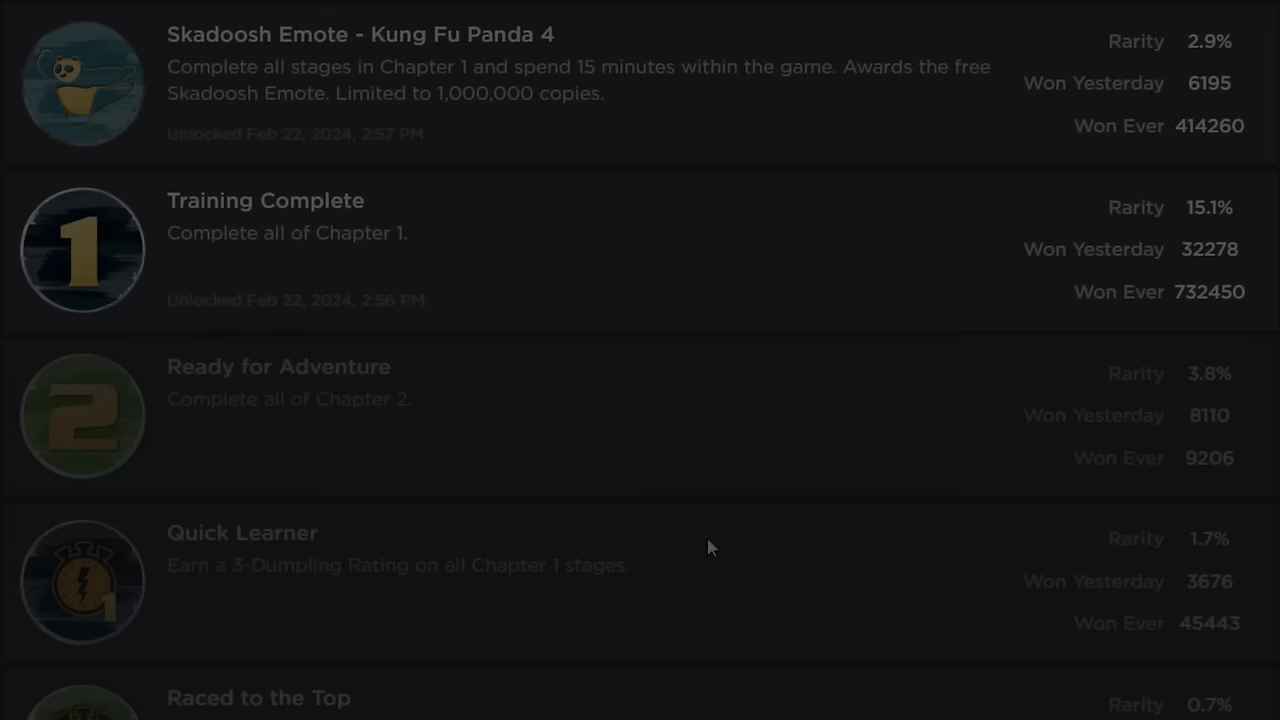 Skadoosh Emote - Kung Fu Panda 4
Complete all stages in Chapter 1 and spend 15 minutes within the game. Awards the free
Skadoosh Emote. Limited to 1,000,000 copies.
Unlocked Feb 22, 2024, 2:57 PM
Rarity 2.9%
Won Yesterday 6195
Won Ever 414260
1
Training Complete
Complete all of Chapter 1.
Unlocked Feb 22, 2024, 2:56 PM
Rarity 15.1%
Won Yesterday 32278
Won Ever 732450
2
Ready for Adventure
Complete all of Chapter 2.
Rarity 3.8%
Won Yesterday 8110
Won Ever 9206
1
Quick Learner
Earn a 3-Dumpling Rating on all Chapter 1 stages.
Rarity 1.7%
Won Yesterday 3676
Won Ever 45443
Raced to the Top
Rarity 0.7%